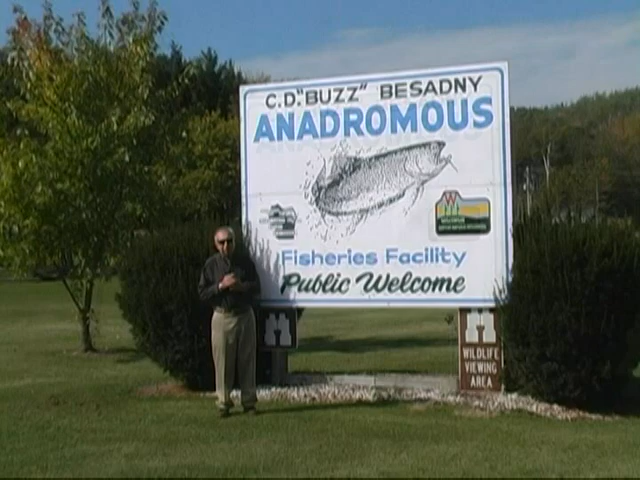 C.D. "BUZZ" BESADNY
ANADROMOUS
Fisheries Facility
Public Welcome
WILDLIFE
VIEWING
AREA